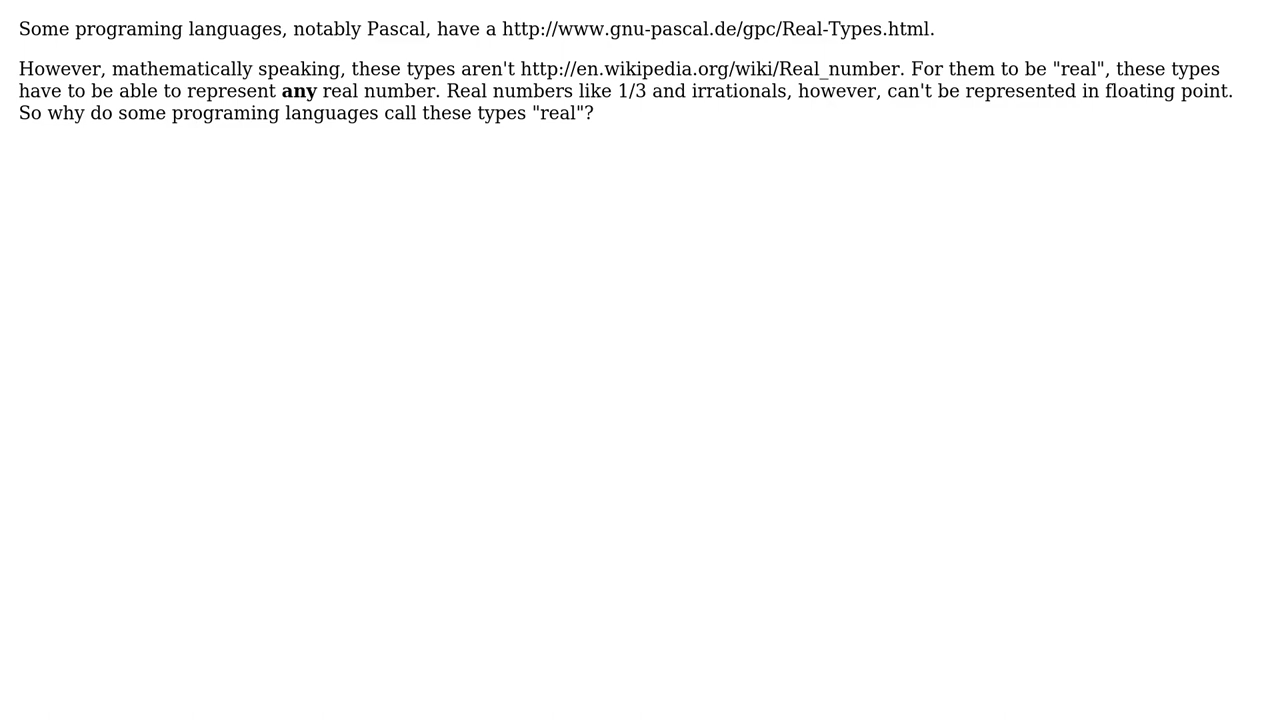 Some programing languages, notably Pascal, have a http://www.gnu-pascal.de/gpc/Real-Types.html.
However, mathematically speaking, these types aren't http://en.wikipedia.org/wiki/Real_number. For them to be "real", these types
have to be able to represent any real number. Real numbers like 1/3 and irrationals, however, can't be represented in floating point.
So why do some programing languages call these types "real"?